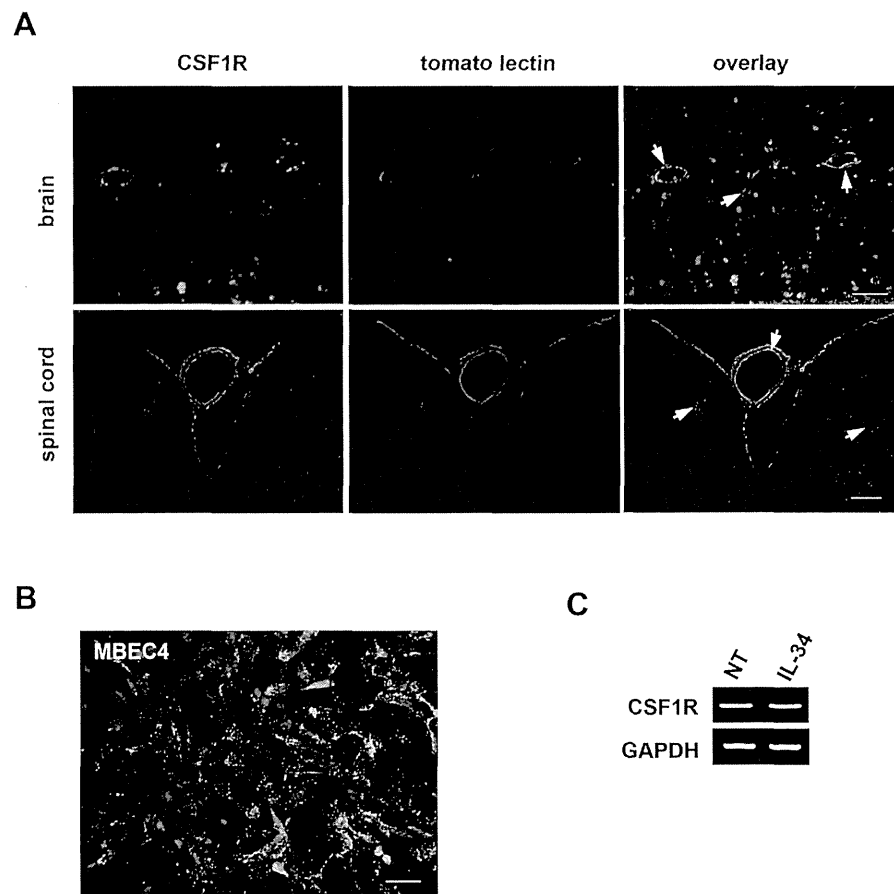 A
CSF1R tomato lectin overlay
brain
spinal cord
B
MBEC4
C
NT IL-34
CSF1R
GAPDH